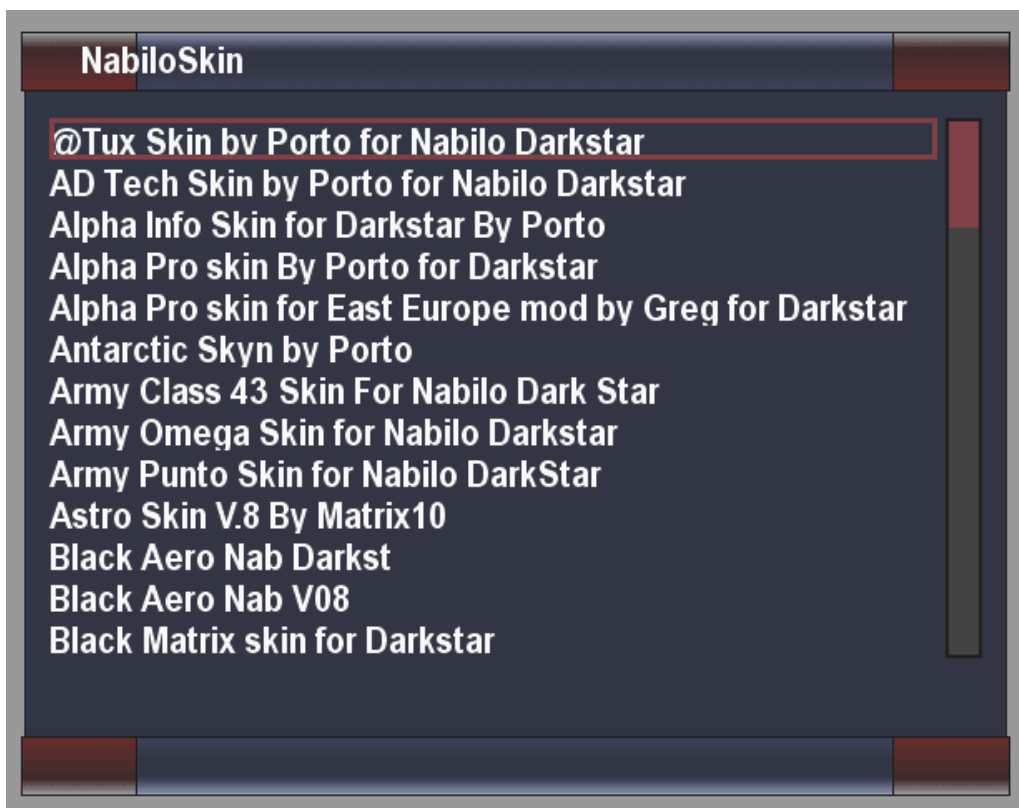 NabiloSkin
@Tux Skin by Porto for Nabilo Darkstar
AD Tech Skin by Porto for Nabilo Darkstar
Alpha Info Skin for Darkstar By Porto
Alpha Pro skin By Porto for Darkstar
Alpha Pro skin for East Europe mod by Greg for Darkstar
Antarctic Skyn by Porto
Army Class 43 Skin For Nabilo Dark Star
Army Omega Skin for Nabilo Darkstar
Army Punto Skin for Nabilo DarkStar
Astro Skin V.8 By Matrix10
Black Aero Nab Darkst
Black Aero Nab V08
Black Matrix skin for Darkstar